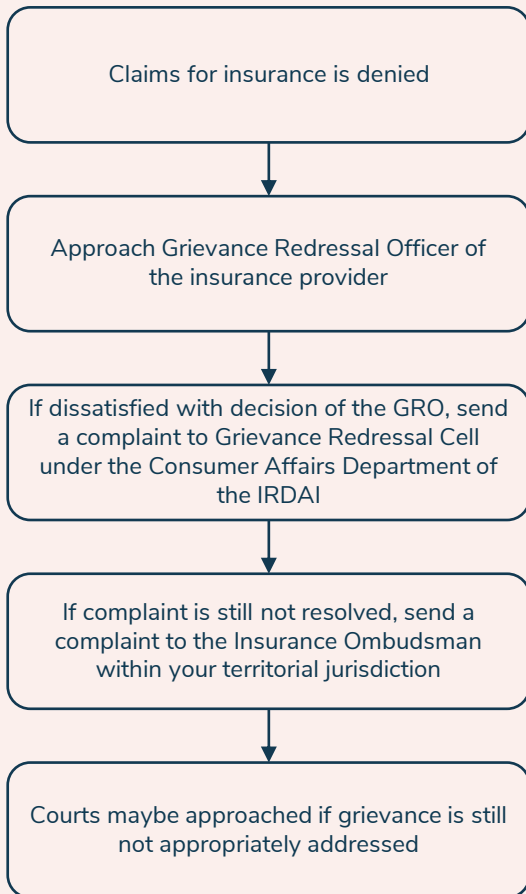 Claims for insurance is denied
Approach Grievance Redressal Officer of
the insurance provider
If dissatisfied with decision of the GRO, send
a complaint to Grievance Redressal Cell
under the Consumer Affairs Department of
the IRDAI
If complaint is still not resolved, send a
complaint to the Insurance Ombudsman
within your territorial jurisdiction
Courts maybe approached if grievance is still
not appropriately addressed